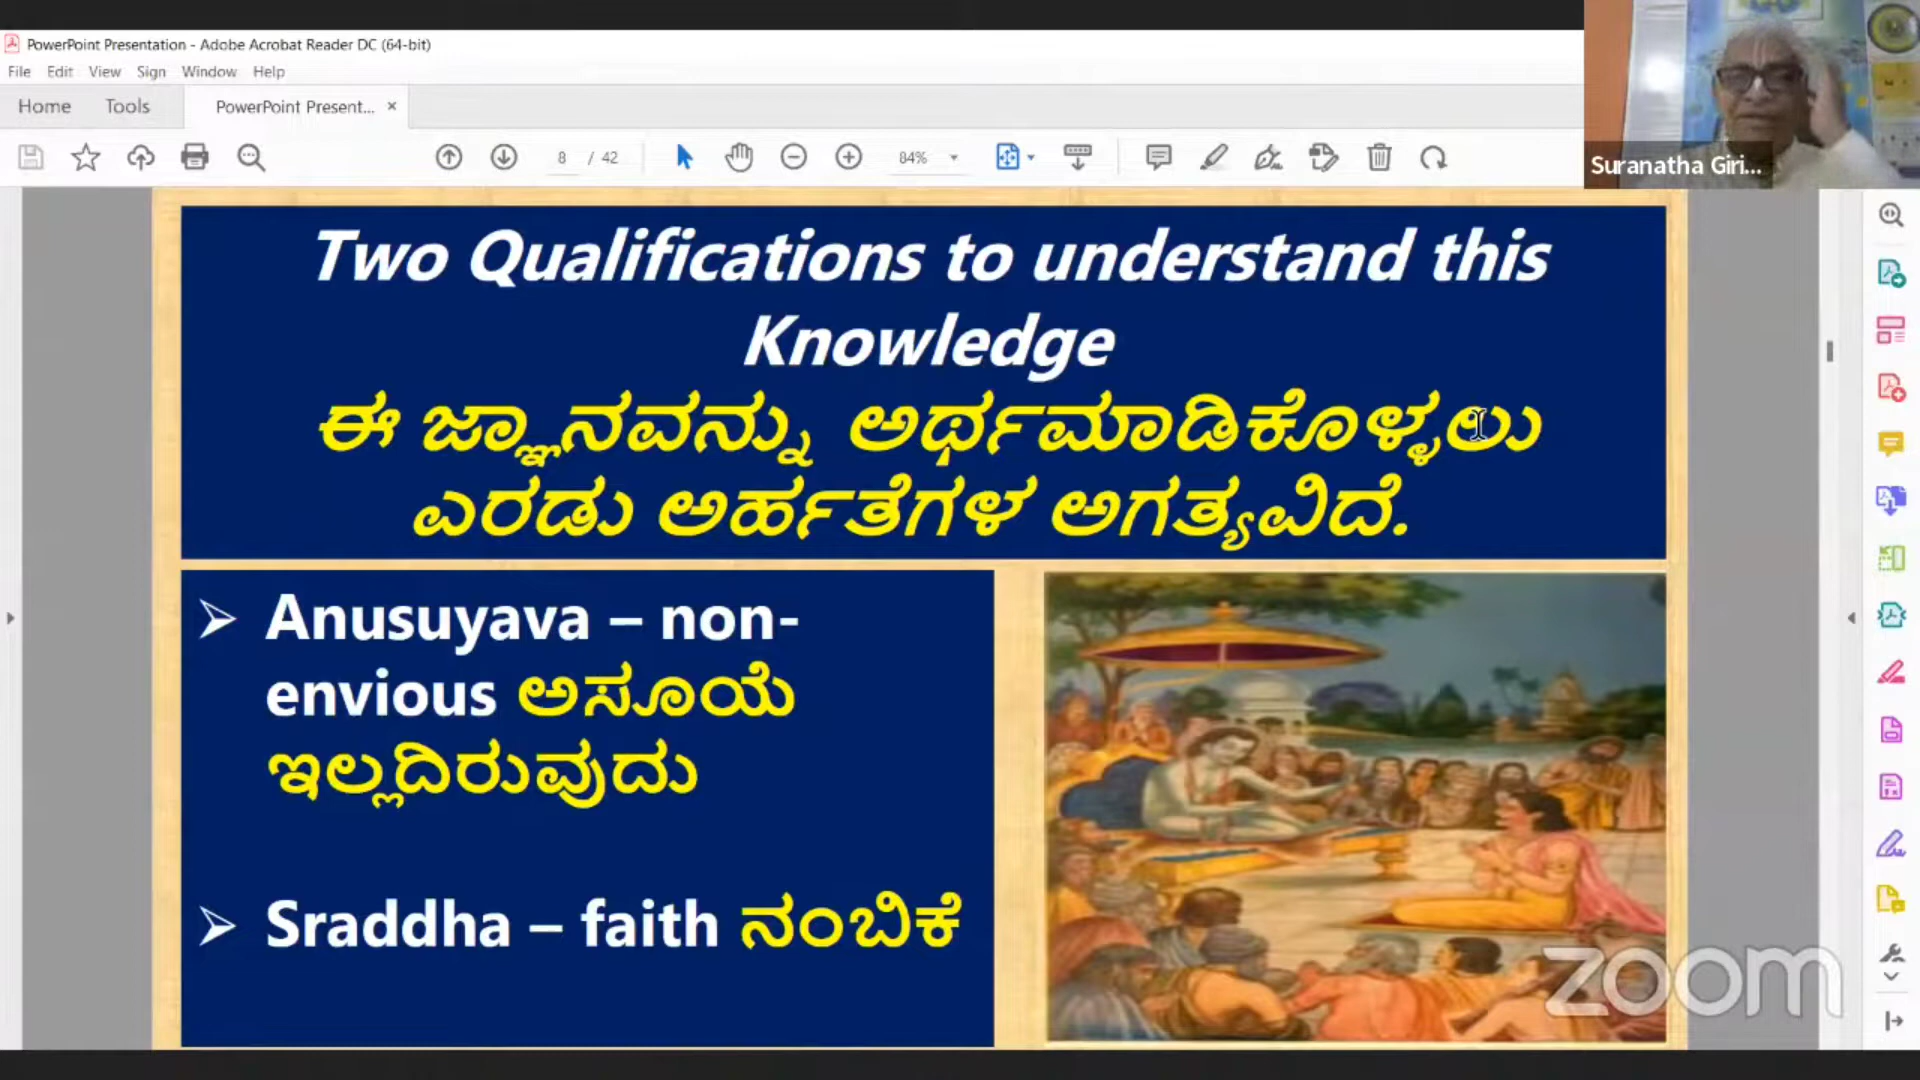 PowerPoint Presentation - Adobe Acrobat Reader DC (64-bit)
File Edit View Sign Window Help
Home Tools PowerPoint Present... ×
8 / 42 84%
Suranatha Giri...
Two Qualifications to understand this
Knowledge
ಈ ಜ್ಞಾನವನ್ನು ಅರ್ಥಮಾಡಿಕೊಳ್ಳಲು
ಎರಡು ಅರ್ಹತೆಗಳ ಅಗತ್ಯವಿದೆ.
➢ Anusuyava – non-
envious ಅಸೂಯೆ
ಇಲ್ಲದಿರುವುದು
➢ Sraddha – faith ನಂಬಿಕೆ
zoom